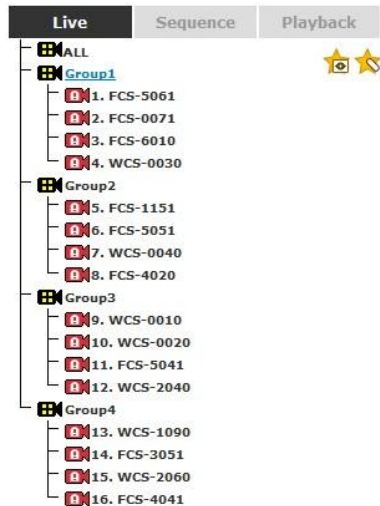 Live Sequence Playback
ALL
Group1
1. FCS-5061
2. FCS-0071
3. FCS-6010
4. WCS-0030
Group2
5. FCS-1151
6. FCS-5051
7. WCS-0040
8. FCS-4020
Group3
9. WCS-0010
10. WCS-0020
11. FCS-5041
12. WCS-2040
Group4
13. WCS-1090
14. FCS-3051
15. WCS-2060
16. FCS-4041